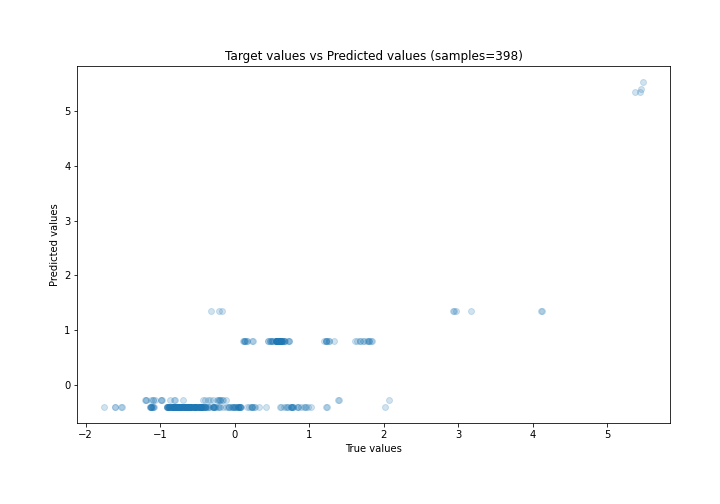 Target values vs Predicted values (samples=398)
Predicted values
5
4
3
2
1
0
−2 −1 0 1 2 3 4 5
True values